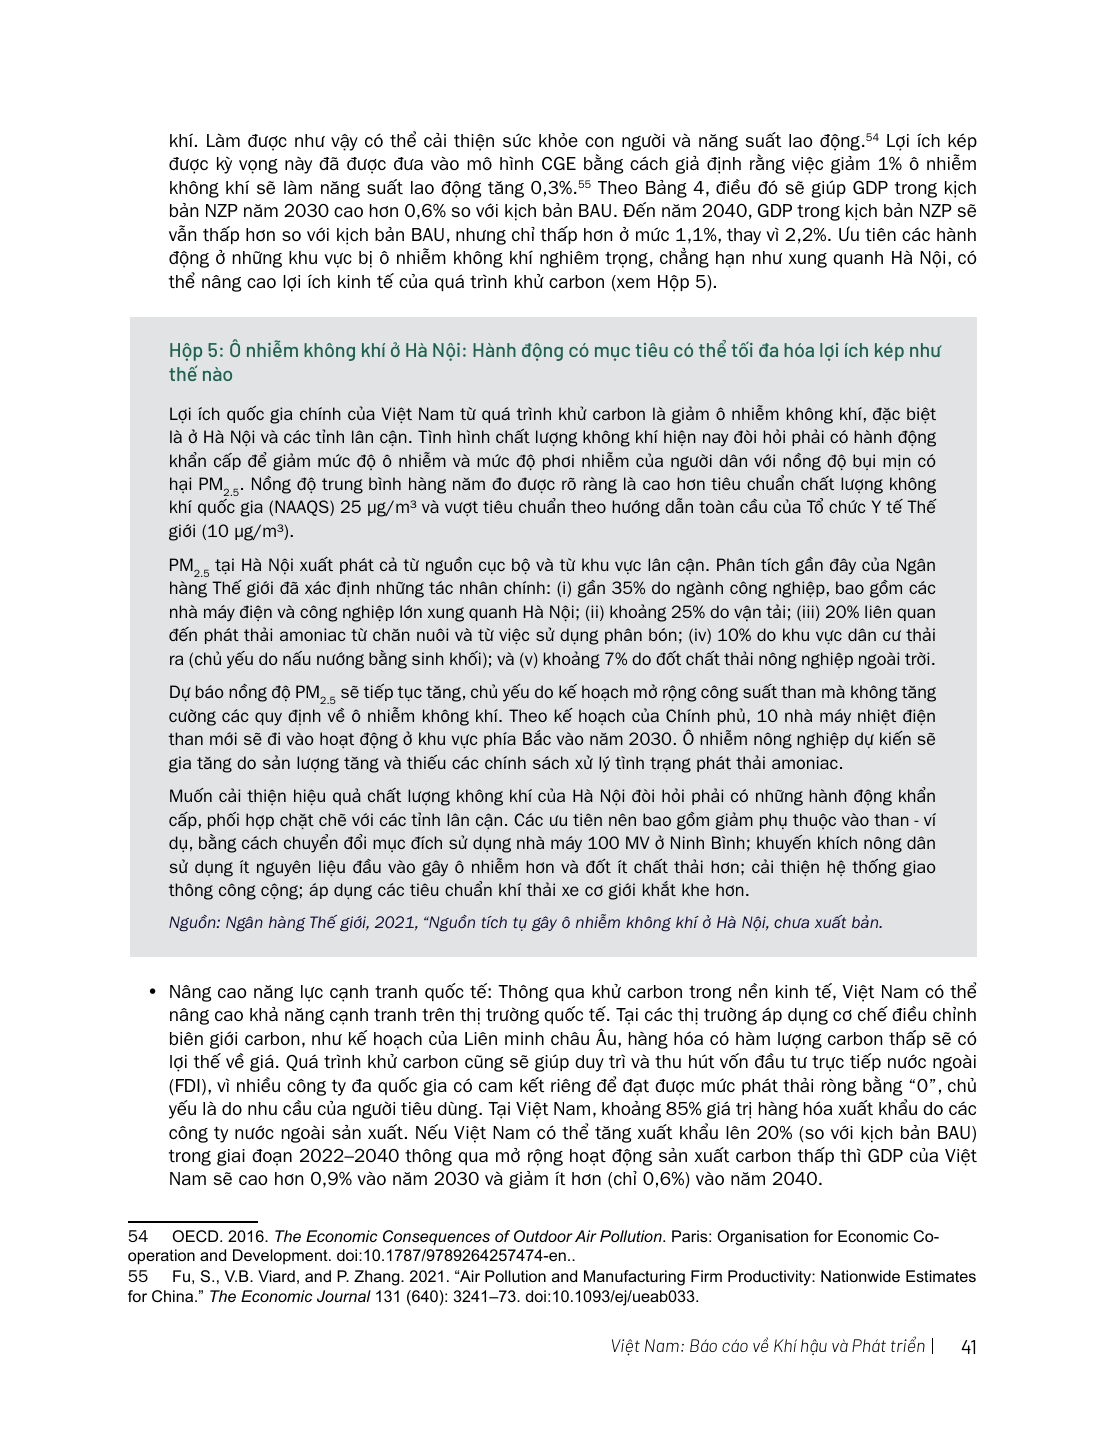 khí. Làm được như vậy có thể cải thiện sức khỏe con người và năng suất lao động.54 Lợi ích kép
được kỳ vọng này đã được đưa vào mô hình CGE bằng cách giả định rằng việc giảm 1% ô nhiễm
không khí sẽ làm năng suất lao động tăng 0,3%.55 Theo Bảng 4, điều đó sẽ giúp GDP trong kịch
bản NZP năm 2030 cao hơn 0,6% so với kịch bản BAU. Đến năm 2040, GDP trong kịch bản NZP sẽ
vẫn thấp hơn so với kịch bản BAU, nhưng chỉ thấp hơn ở mức 1,1%, thay vì 2,2%. Ưu tiên các hành
động ở những khu vực bị ô nhiễm không khí nghiêm trọng, chẳng hạn như xung quanh Hà Nội, có
thể nâng cao lợi ích kinh tế của quá trình khử carbon (xem Hộp 5).
Hộp 5: Ô nhiễm không khí ở Hà Nội: Hành động có mục tiêu có thể tối đa hóa lợi ích kép như
thế nào
Lợi ích quốc gia chính của Việt Nam từ quá trình khử carbon là giảm ô nhiễm không khí, đặc biệt
là ở Hà Nội và các tỉnh lân cận. Tình hình chất lượng không khí hiện nay đòi hỏi phải có hành động
khẩn cấp để giảm mức độ ô nhiễm và mức độ phơi nhiễm của người dân với nồng độ bụi mịn có
hại PM2.5. Nồng độ trung bình hàng năm đo được rõ ràng là cao hơn tiêu chuẩn chất lượng không
khí quốc gia (NAAQS) 25 µg/m³ và vượt tiêu chuẩn theo hướng dẫn toàn cầu của Tổ chức Y tế Thế
giới (10 µg/m³).
PM2.5 tại Hà Nội xuất phát cả từ nguồn cục bộ và từ khu vực lân cận. Phân tích gần đây của Ngân
hàng Thế giới đã xác định những tác nhân chính: (i) gần 35% do ngành công nghiệp, bao gồm các
nhà máy điện và công nghiệp lớn xung quanh Hà Nội; (ii) khoảng 25% do vận tải; (iii) 20% liên quan
đến phát thải amoniac từ chăn nuôi và từ việc sử dụng phân bón; (iv) 10% do khu vực dân cư thải
ra (chủ yếu do nấu nướng bằng sinh khối); và (v) khoảng 7% do đốt chất thải nông nghiệp ngoài trời.
Dự báo nồng độ PM2.5 sẽ tiếp tục tăng, chủ yếu do kế hoạch mở rộng công suất than mà không tăng
cường các quy định về ô nhiễm không khí. Theo kế hoạch của Chính phủ, 10 nhà máy nhiệt điện
than mới sẽ đi vào hoạt động ở khu vực phía Bắc vào năm 2030. Ô nhiễm nông nghiệp dự kiến sẽ
gia tăng do sản lượng tăng và thiếu các chính sách xử lý tình trạng phát thải amoniac.
Muốn cải thiện hiệu quả chất lượng không khí của Hà Nội đòi hỏi phải có những hành động khẩn
cấp, phối hợp chặt chẽ với các tỉnh lân cận. Các ưu tiên nên bao gồm giảm phụ thuộc vào than - ví
dụ, bằng cách chuyển đổi mục đích sử dụng nhà máy 100 MV ở Ninh Bình; khuyến khích nông dân
sử dụng ít nguyên liệu đầu vào gây ô nhiễm hơn và đốt ít chất thải hơn; cải thiện hệ thống giao
thông công cộng; áp dụng các tiêu chuẩn khí thải xe cơ giới khắt khe hơn.
Nguồn: Ngân hàng Thế giới, 2021, “Nguồn tích tụ gây ô nhiễm không khí ở Hà Nội, chưa xuất bản.
• Nâng cao năng lực cạnh tranh quốc tế: Thông qua khử carbon trong nền kinh tế, Việt Nam có thể
nâng cao khả năng cạnh tranh trên thị trường quốc tế. Tại các thị trường áp dụng cơ chế điều chỉnh
biên giới carbon, như kế hoạch của Liên minh châu Âu, hàng hóa có hàm lượng carbon thấp sẽ có
lợi thế về giá. Quá trình khử carbon cũng sẽ giúp duy trì và thu hút vốn đầu tư trực tiếp nước ngoài
(FDI), vì nhiều công ty đa quốc gia có cam kết riêng để đạt được mức phát thải ròng bằng “0”, chủ
yếu là do nhu cầu của người tiêu dùng. Tại Việt Nam, khoảng 85% giá trị hàng hóa xuất khẩu do các
công ty nước ngoài sản xuất. Nếu Việt Nam có thể tăng xuất khẩu lên 20% (so với kịch bản BAU)
trong giai đoạn 2022–2040 thông qua mở rộng hoạt động sản xuất carbon thấp thì GDP của Việt
Nam sẽ cao hơn 0,9% vào năm 2030 và giảm ít hơn (chỉ 0,6%) vào năm 2040.
54 OECD. 2016. The Economic Consequences of Outdoor Air Pollution. Paris: Organisation for Economic Co-
operation and Development. doi:10.1787/9789264257474-en..
55 Fu, S., V.B. Viard, and P. Zhang. 2021. “Air Pollution and Manufacturing Firm Productivity: Nationwide Estimates
for China.” The Economic Journal 131 (640): 3241–73. doi:10.1093/ej/ueab033.
Việt Nam: Báo cáo về Khí hậu và Phát triển | 41